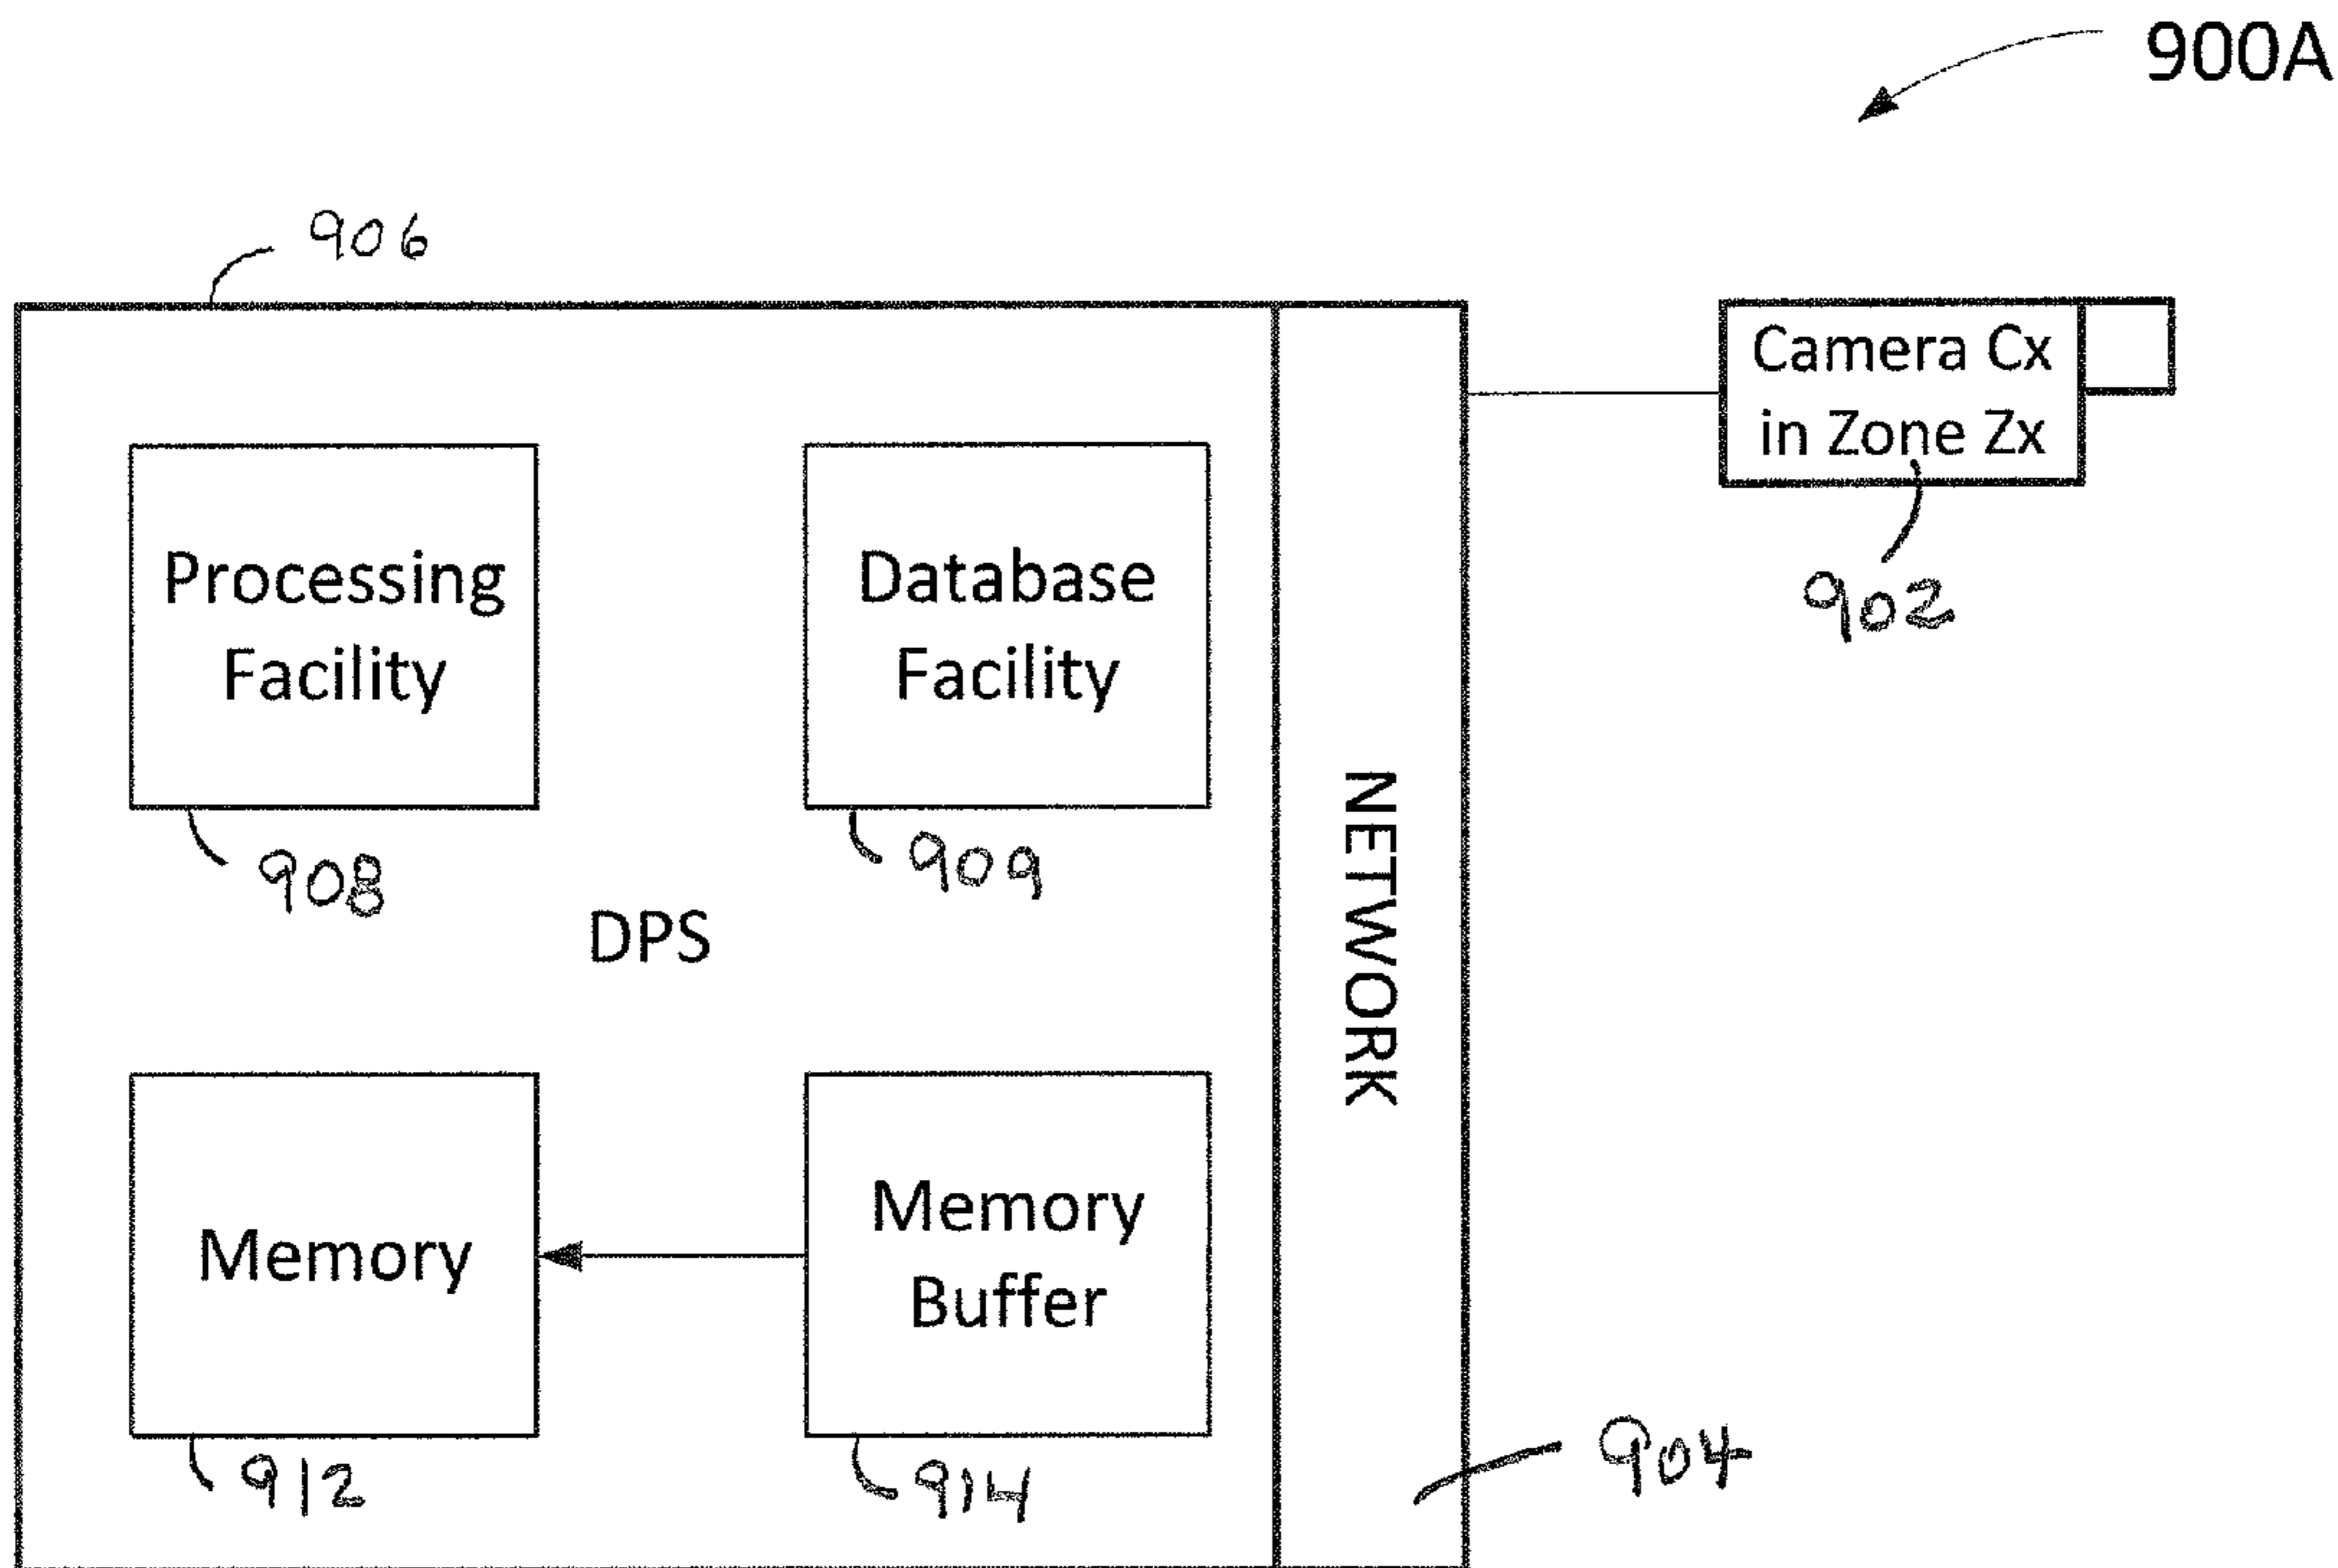 900A
906
Camera Cx
in Zone Zx
902
Processing
Facility
908
Database
Facility
909
DPS
NETWORK
Memory
912
Memory
Buffer
914
904